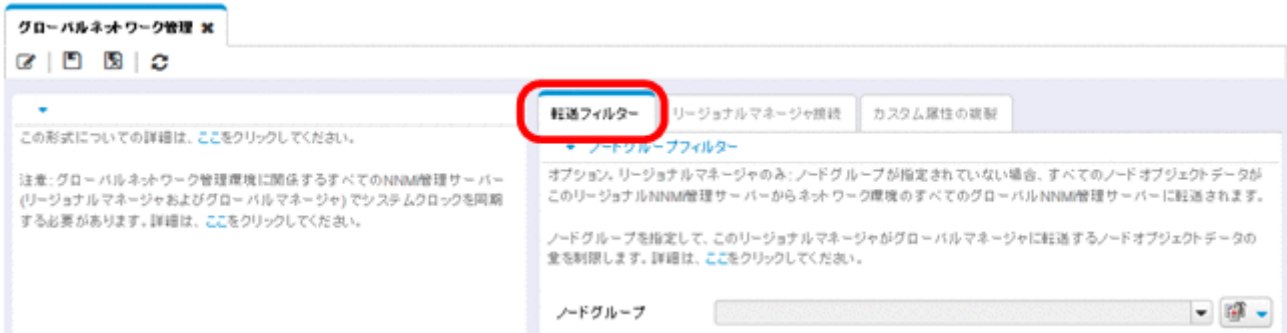 グローバルネットワーク管理 ✖
この形式についての詳細は、ここをクリックしてください。
注意: グローバルネットワーク管理環境に関係するすべてのNNMi管理サーバー
(リージョナルマネージャおよびグローバルマネージャ) でシステムクロックを同期
する必要があります。詳細は、ここをクリックしてください。
転送フィルター
リージョナルマネージャ接続
カスタム属性の複製
ノードグループフィルター
オプション。リージョナルマネージャのみ: ノードグループが指定されていない場合、すべてのノードオブジェクトデータが
このリージョナルNNMi管理サーバーからネットワーク環境のすべてのグローバルNNMi管理サーバーに転送されます。
ノードグループを指定して、このリージョナルマネージャがグローバルマネージャに転送するノードオブジェクトデータの
量を制限します。詳細は、ここをクリックしてください。
ノードグループ